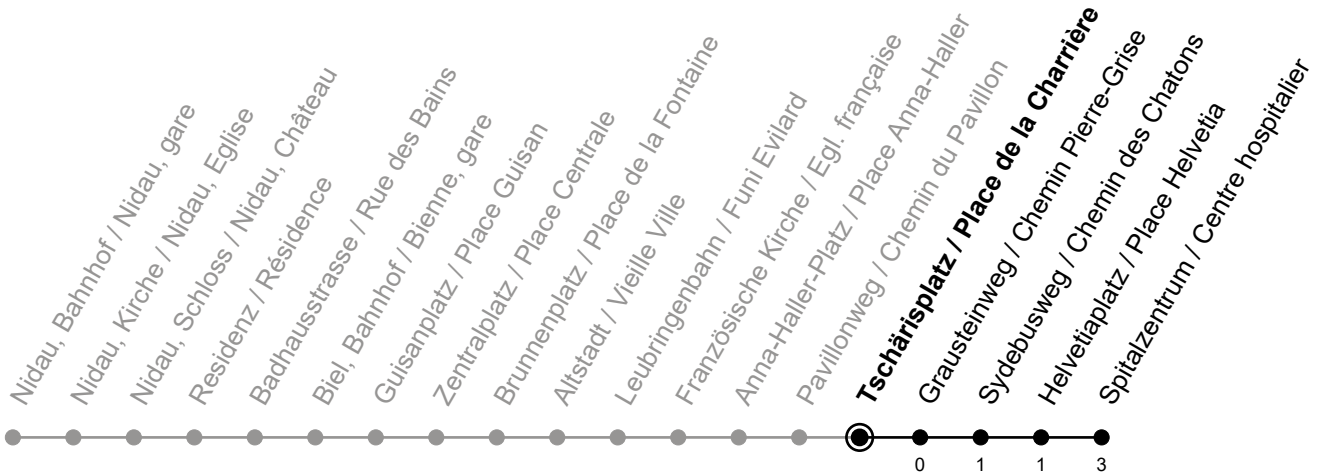 Nidau, Bahnhof / Nidau, gare
Nidau, Kirche / Nidau, Eglise
Nidau, Schloss / Nidau, Château
Residenz / Résidence
Badhausstrasse / Rue des Bains
Biel, Bahnhof / Bienne, gare
Guisanplatz / Place Guisan
Zentralplatz / Place Centrale
Brunnenplatz / Place de la Fontaine
Altstadt / Vieille Ville
Leubringenbahn / Funi Evilard
Französische Kirche / Egl. française
Anna-Haller-Platz / Place Anna-Haller
Pavillonweg / Chemin du Pavillon
Tschärisplatz / Place de la Charrière
Grausteinweg / Chemin Pierre-Grise
Sydebusweg / Chemin des Chatons
Helvetiaplatz / Place Helvetia
Spitalzentrum / Centre hospitalier
0 1 1 3